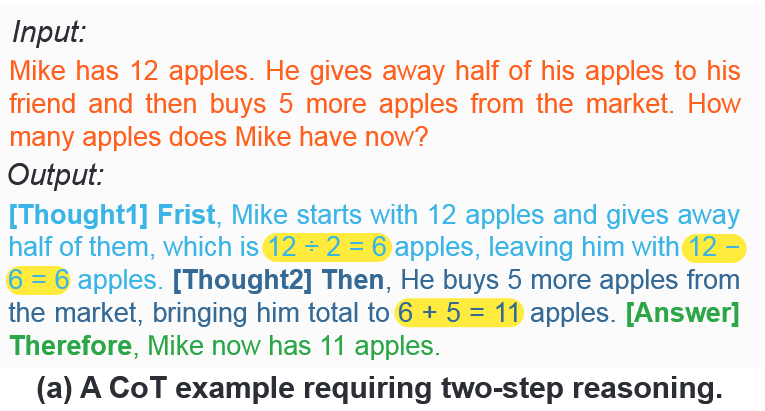 Input:
Mike has 12 apples. He gives away half of his apples to his
friend and then buys 5 more apples from the market. How
many apples does Mike have now?
Output:
[Thought1] Frist, Mike starts with 12 apples and gives away
half of them, which is 12 ÷ 2 = 6 apples, leaving him with 12 −
6 = 6 apples. [Thought2] Then, He buys 5 more apples from
the market, bringing him total to 6 + 5 = 11 apples. [Answer]
Therefore, Mike now has 11 apples.
(a) A CoT example requiring two-step reasoning.